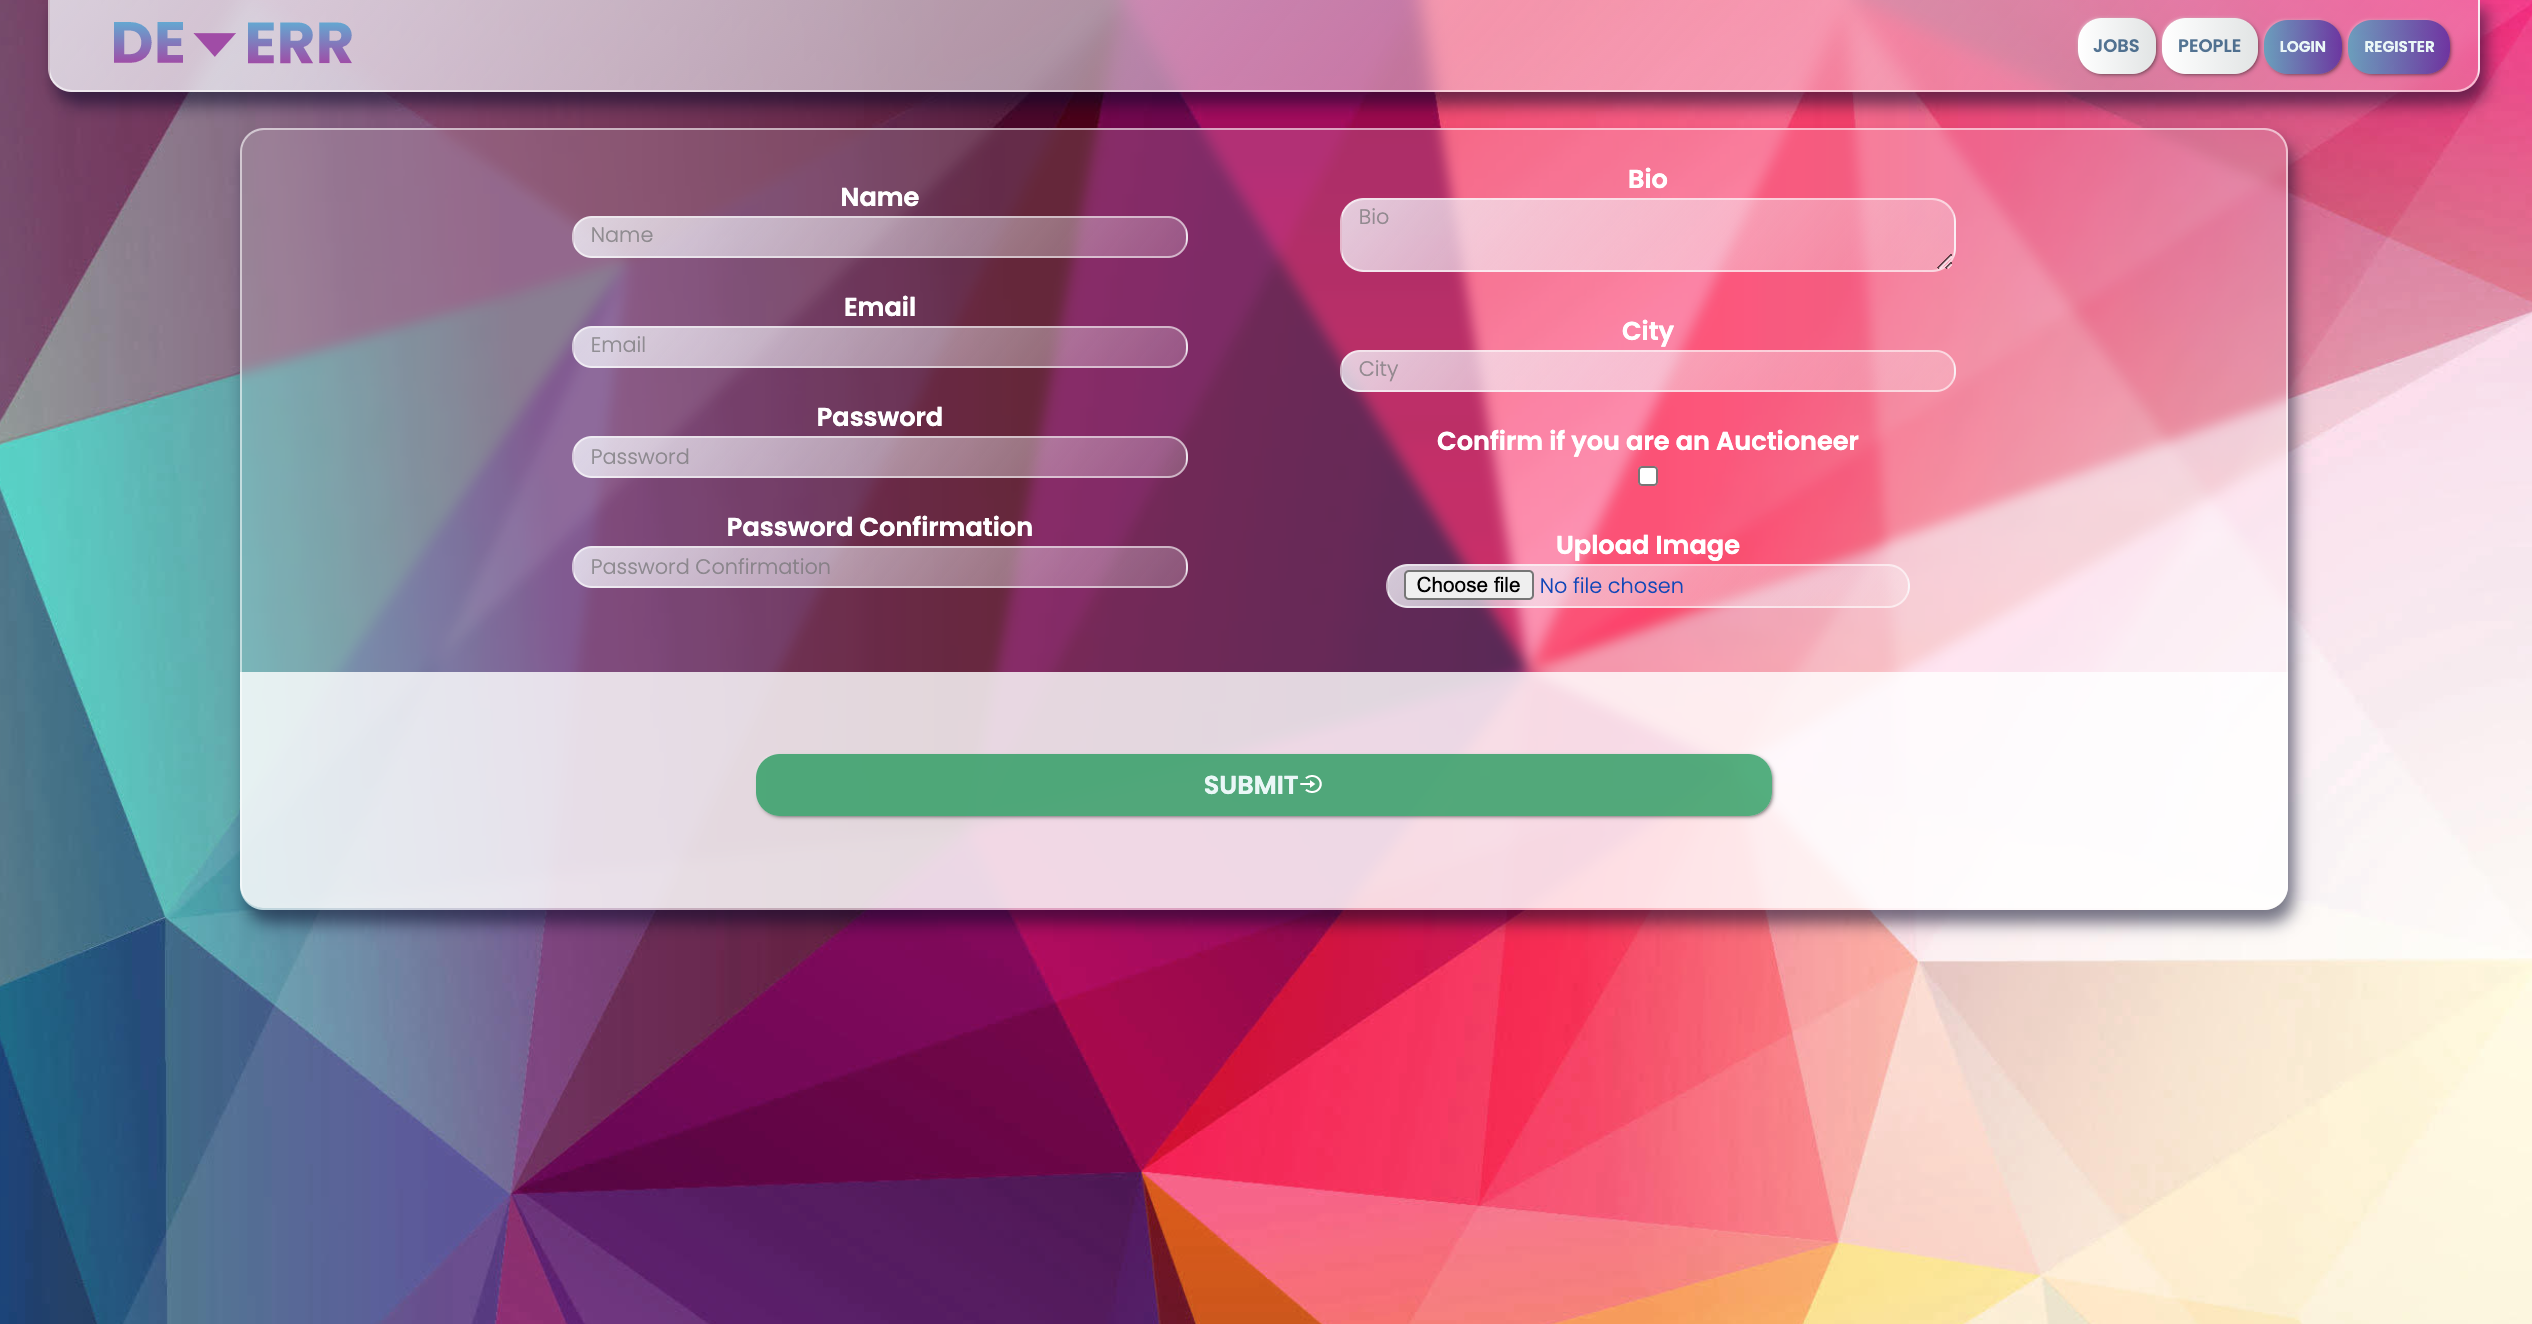 DE ERR
JOBS
PEOPLE
LOGIN
REGISTER
Name
Name
Email
Email
Password
Password
Password Confirmation
Password Confirmation
Bio
Bio
City
City
Confirm if you are an Auctioneer
Upload Image
Choose file No file chosen
SUBMIT